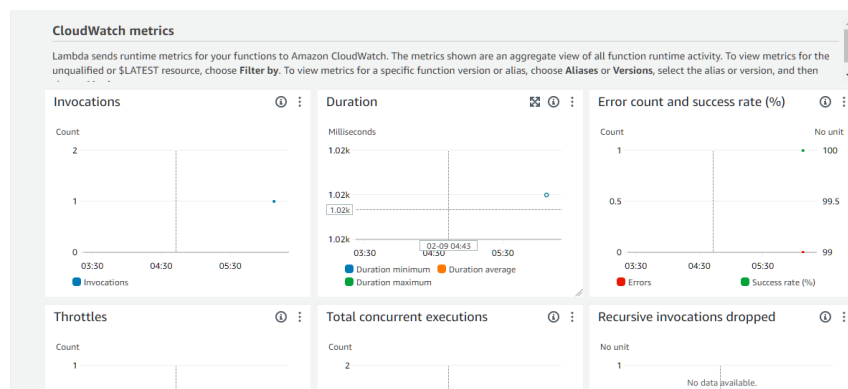 CloudWatch metrics
Lambda sends runtime metrics for your functions to Amazon CloudWatch. The metrics shown are an aggregate view of all function runtime activity. To view metrics for the
unqualified or $LATEST resource, choose Filter by. To view metrics for a specific function version or alias, choose Aliases or Versions, select the alias or version, and then
Invocations
Count
2
1
0
03:30 04:30 05:30
Invocations
Duration
Milliseconds
1.02k
1.02k
1.02k
1.02k
02-09 04:43
03:30 04:30 05:30
Duration minimum Duration average
Duration maximum
Error count and success rate (%)
Count No unit
1 100
0.5 99.5
0 99
03:30 04:30 05:30
Errors Success rate (%)
Throttles
Count
1
Total concurrent executions
Count
2
Recursive invocations dropped
No unit
1
No data available.